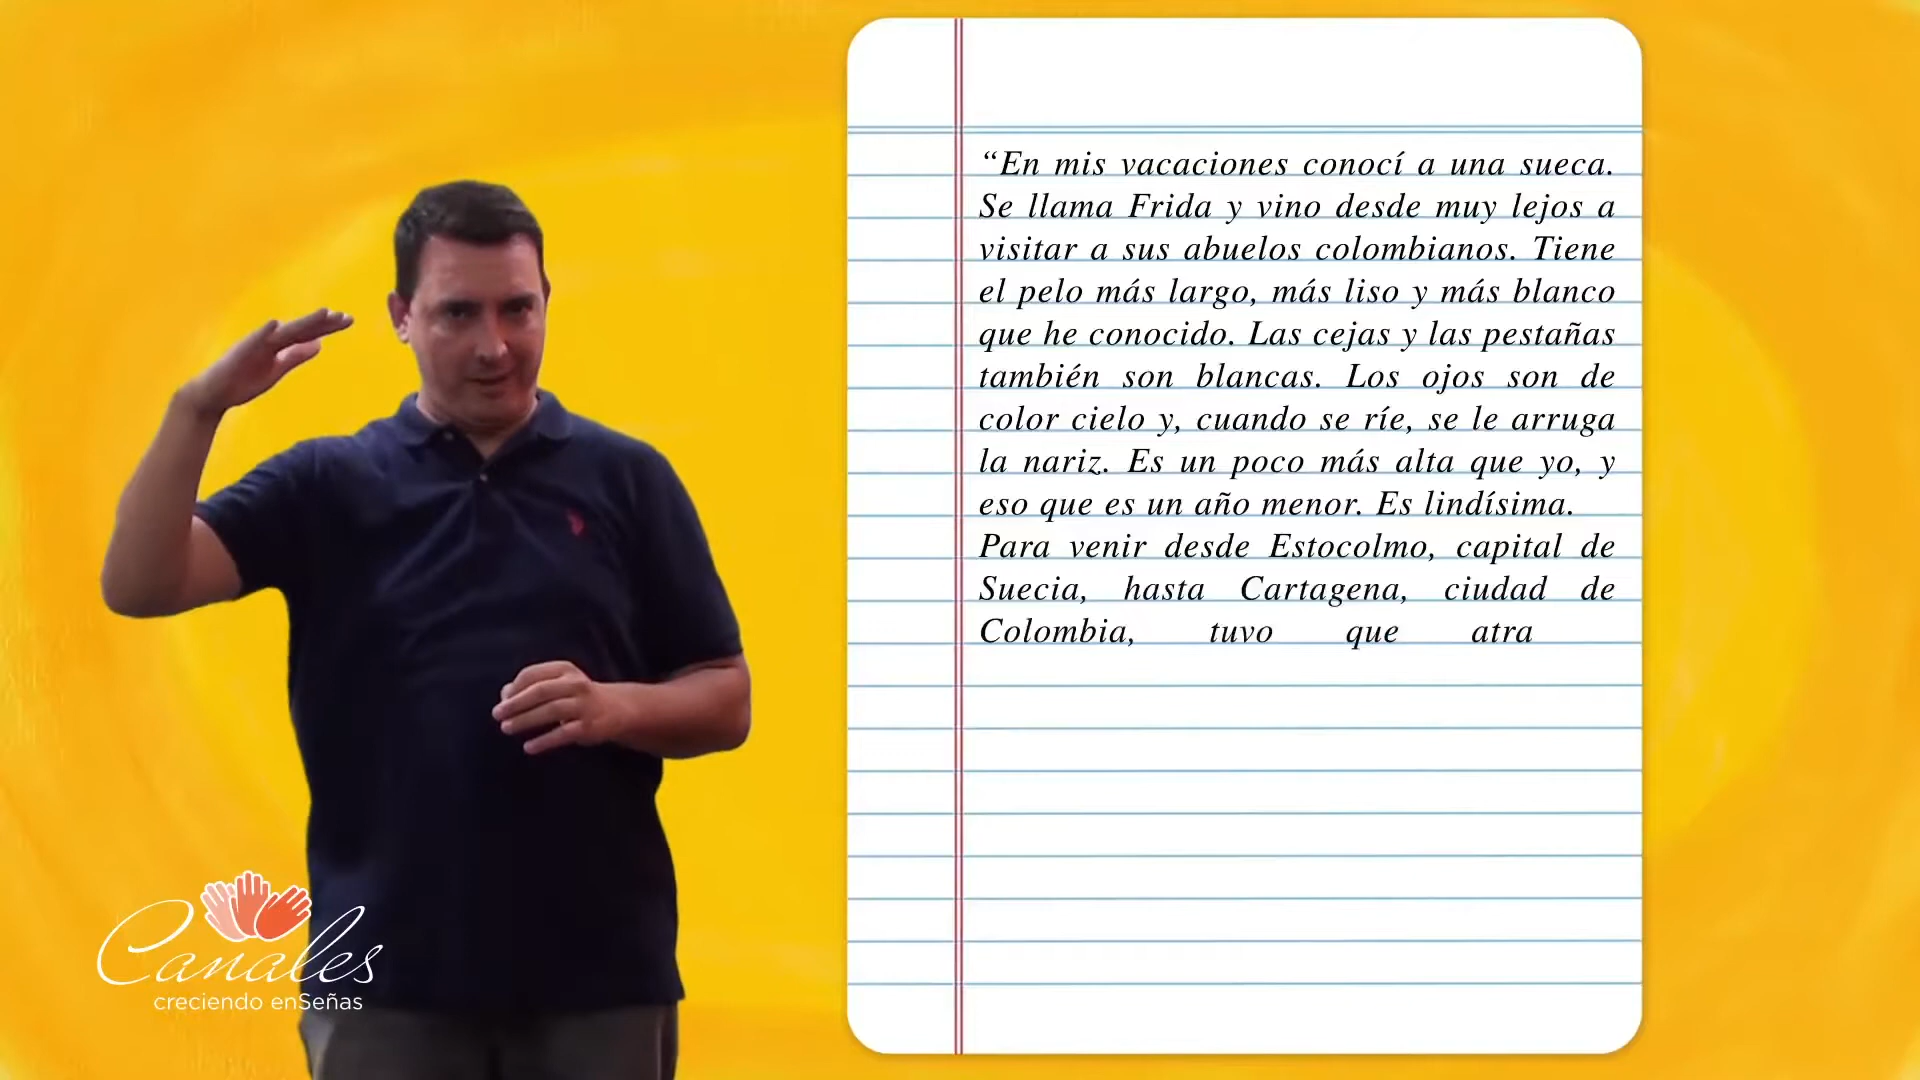 “En mis vacaciones conocí a una sueca.
Se llama Frida y vino desde muy lejos a
visitar a sus abuelos colombianos. Tiene
el pelo más largo, más liso y más blanco
que he conocido. Las cejas y las pestañas
también son blancas. Los ojos son de
color cielo y, cuando se ríe, se le arruga
la nariz. Es un poco más alta que yo, y
eso que es un año menor. Es lindísima.
Para venir desde Estocolmo, capital de
Suecia, hasta Cartagena, ciudad de
Colombia, tuvo que atra
Canales
creciendo enSeñas